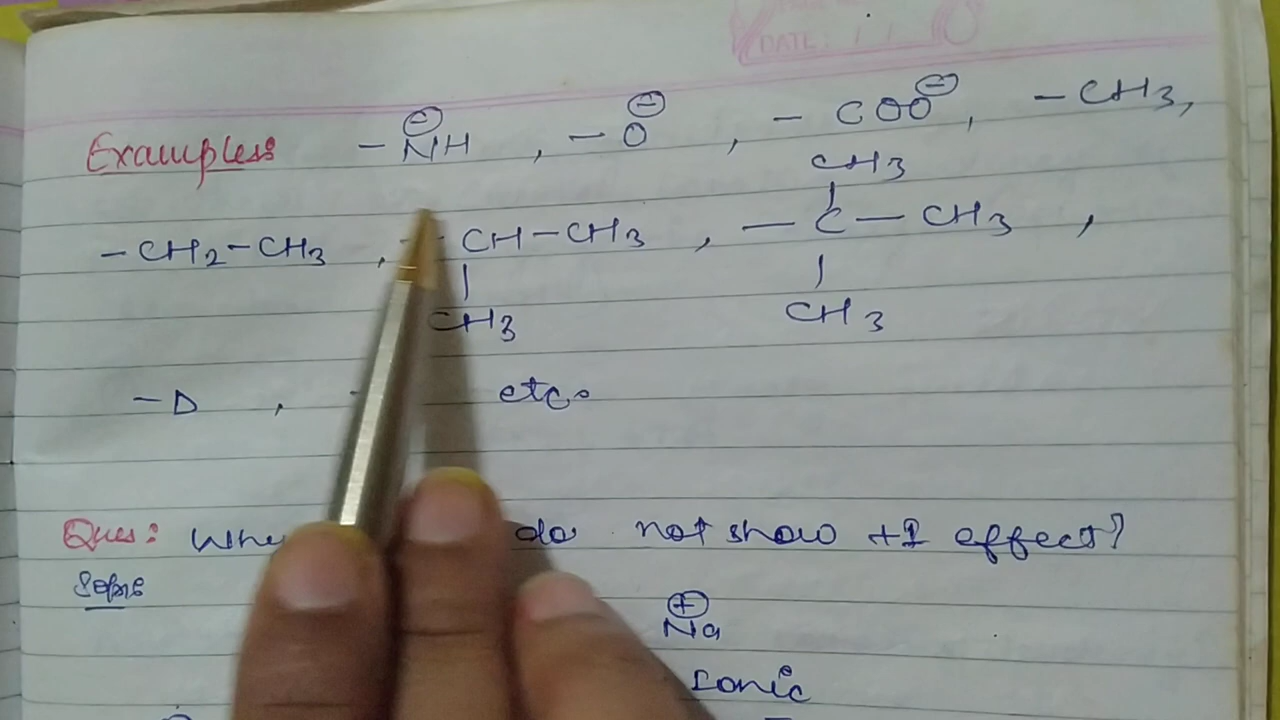 DATE:
Examples: -N⊖H , -O⊖ , -COO⊖ , -CH3,
-CH2-CH3 , -CH-CH3 , -C-CH3 ,
CH3 CH3 CH3
-D , etc.
Ques: do not show +I effect?
Soln:
Na⊕
Ionic